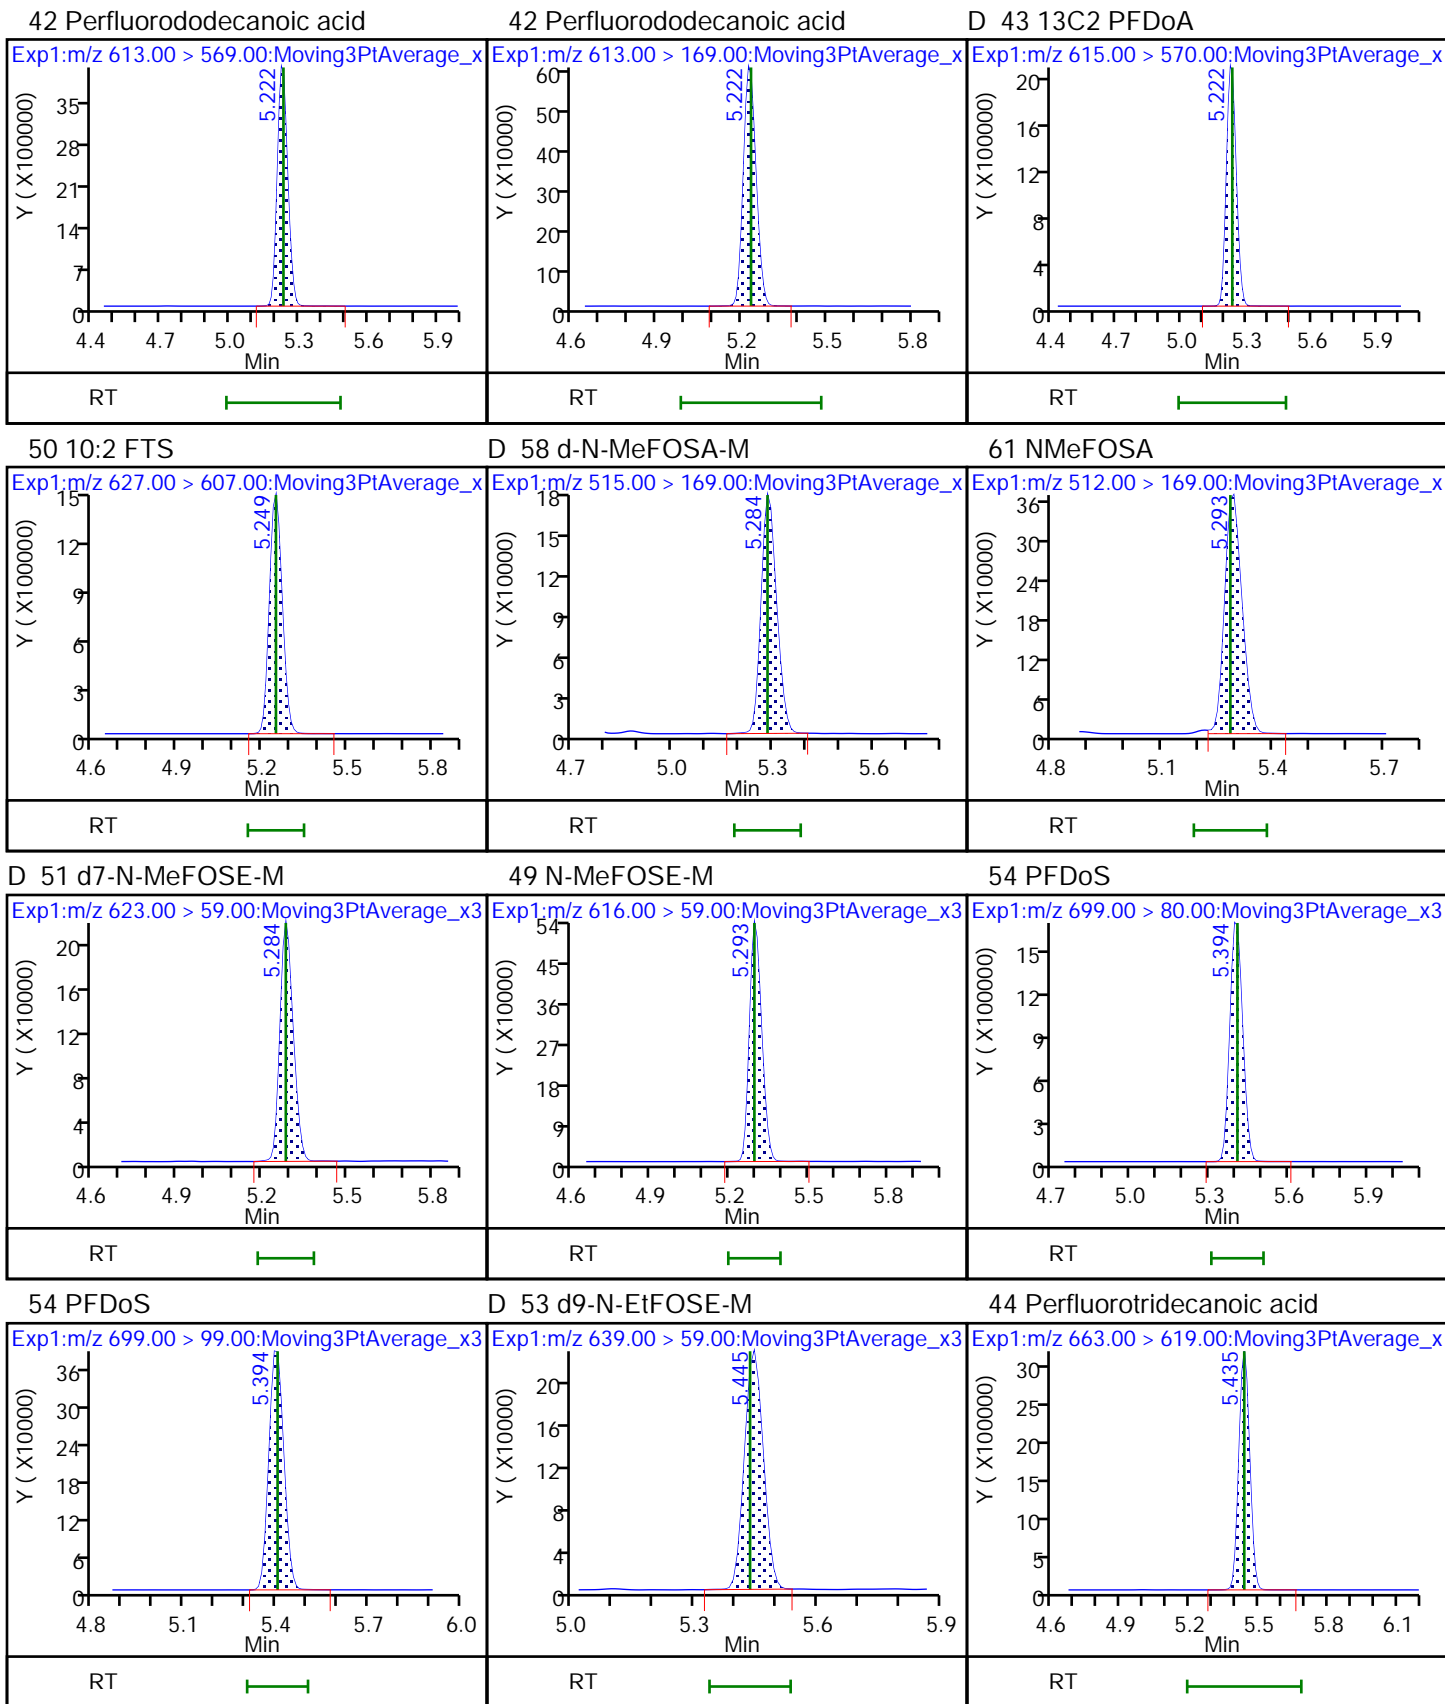 42 Perfluorododecanoic acid
Exp1:m/z 613.00 > 569.00:Moving3PtAverage_x
5.222
Y ( X100000)
35
28
21
14
7
0
4.4 4.7 5.0 5.3 5.6 5.9
Min
RT
42 Perfluorododecanoic acid
Exp1:m/z 613.00 > 169.00:Moving3PtAverage_x
5.222
Y ( X10000)
60
50
40
30
20
10
0
4.6 4.9 5.2 5.5 5.8
Min
RT
D 43 13C2 PFDoA
Exp1:m/z 615.00 > 570.00:Moving3PtAverage_x
5.222
Y ( X100000)
20
16
12
8
4
0
4.4 4.7 5.0 5.3 5.6 5.9
Min
RT
50 10:2 FTS
Exp1:m/z 627.00 > 607.00:Moving3PtAverage_x
5.249
Y ( X100000)
15
12
9
6
3
0
4.6 4.9 5.2 5.5 5.8
Min
RT
D 58 d-N-MeFOSA-M
Exp1:m/z 515.00 > 169.00:Moving3PtAverage_x
5.284
Y ( X10000)
18
15
12
9
6
3
0
4.7 5.0 5.3 5.6
Min
RT
61 NMeFOSA
Exp1:m/z 512.00 > 169.00:Moving3PtAverage_x
5.293
Y ( X10000)
36
30
24
18
12
6
0
4.8 5.1 5.4 5.7
Min
RT
D 51 d7-N-MeFOSE-M
Exp1:m/z 623.00 > 59.00:Moving3PtAverage_x3
5.284
Y ( X10000)
20
16
12
8
4
0
4.6 4.9 5.2 5.5 5.8
Min
RT
49 N-MeFOSE-M
Exp1:m/z 616.00 > 59.00:Moving3PtAverage_x3
5.293
Y ( X10000)
54
45
36
27
18
9
0
4.6 4.9 5.2 5.5 5.8
Min
RT
54 PFDoS
Exp1:m/z 699.00 > 80.00:Moving3PtAverage_x3
5.394
Y ( X100000)
15
12
9
6
3
0
4.7 5.0 5.3 5.6 5.9
Min
RT
54 PFDoS
Exp1:m/z 699.00 > 99.00:Moving3PtAverage_x3
5.394
Y ( X10000)
36
30
24
18
12
6
0
4.8 5.1 5.4 5.7 6.0
Min
RT
D 53 d9-N-EtFOSE-M
Exp1:m/z 639.00 > 59.00:Moving3PtAverage_x3
5.445
Y ( X10000)
20
16
12
8
4
0
5.0 5.3 5.6 5.9
Min
RT
44 Perfluorotridecanoic acid
Exp1:m/z 663.00 > 619.00:Moving3PtAverage_x
5.435
Y ( X100000)
30
25
20
15
10
5
0
4.6 4.9 5.2 5.5 5.8 6.1
Min
RT